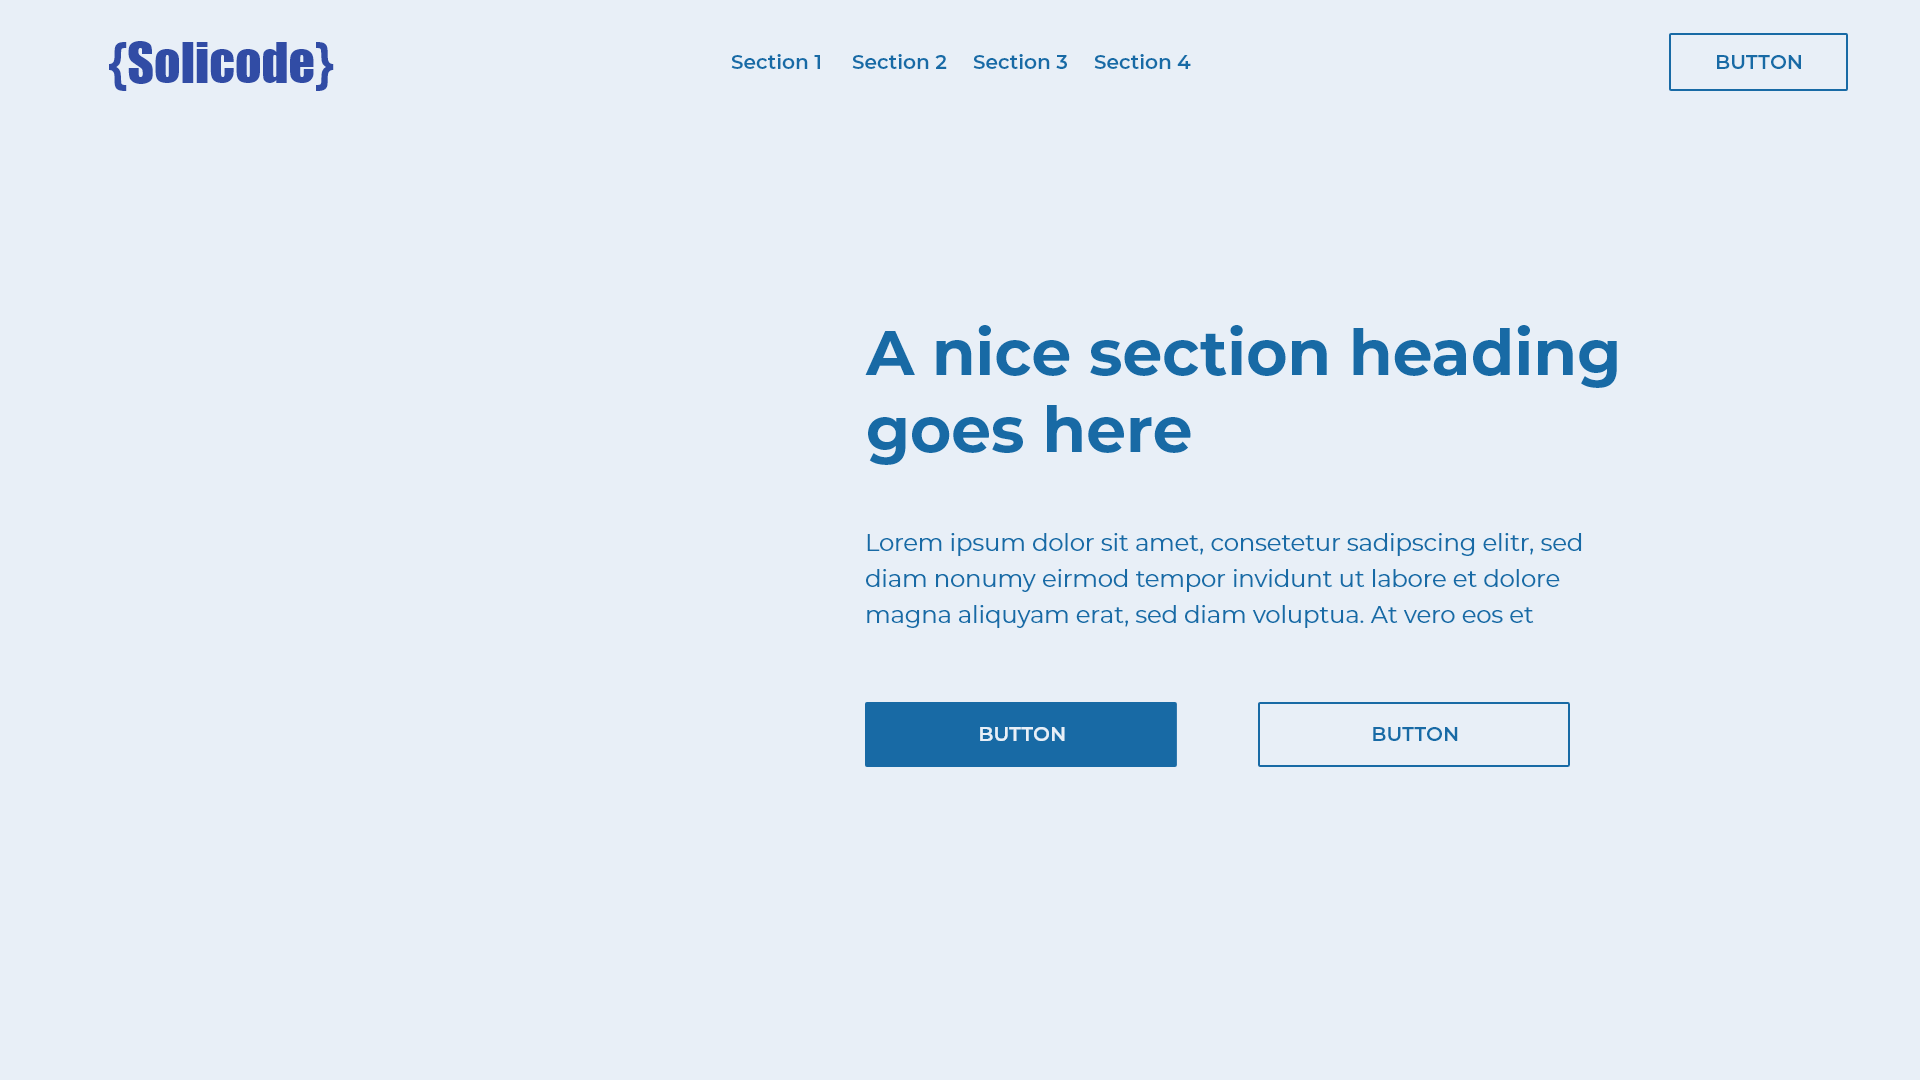 {Solicode}
Section 1 Section 2 Section 3 Section 4
BUTTON
A nice section heading
goes here
Lorem ipsum dolor sit amet, consetetur sadipscing elitr, sed
diam nonumy eirmod tempor invidunt ut labore et dolore
magna aliquyam erat, sed diam voluptua. At vero eos et
BUTTON BUTTON